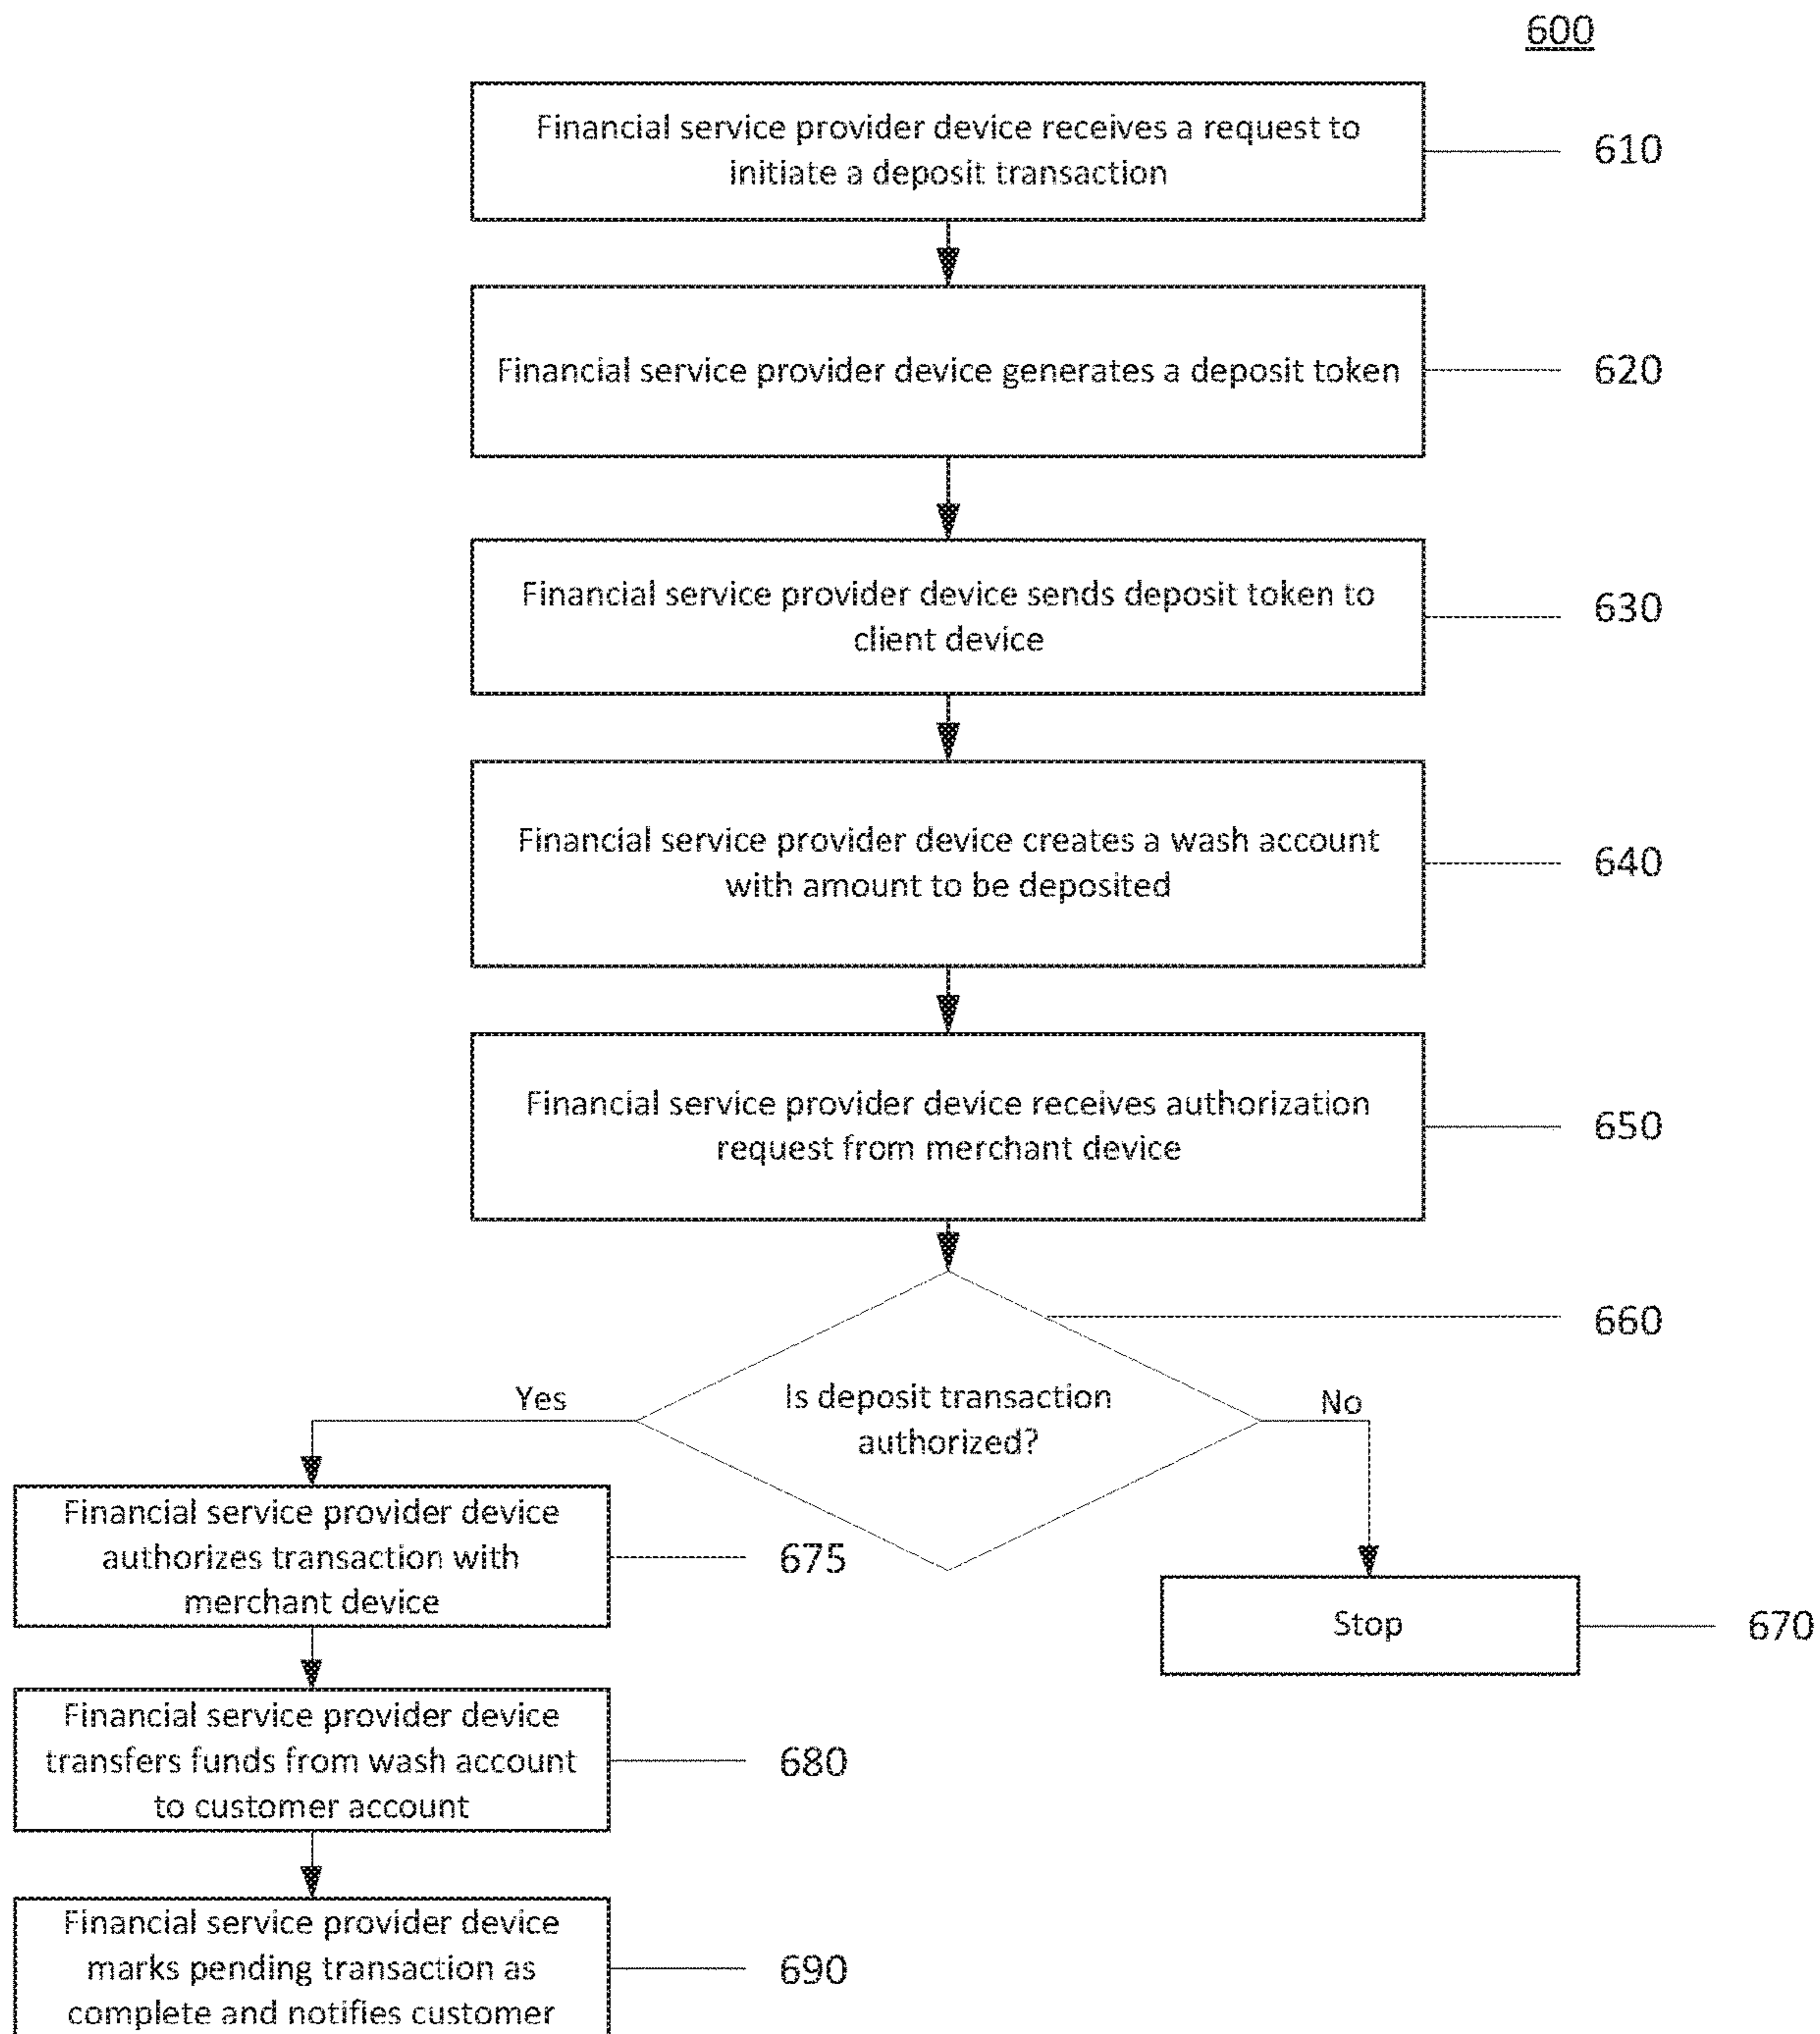 600
Financial service provider device receives a request to
initiate a deposit transaction
610
Financial service provider device generates a deposit token
620
Financial service provider device sends deposit token to
client device
630
Financial service provider device creates a wash account
with amount to be deposited
640
Financial service provider device receives authorization
request from merchant device
650
660
Is deposit transaction
authorized?
Yes
No
Financial service provider device
authorizes transaction with
merchant device
675
Stop
670
Financial service provider device
transfers funds from wash account
to customer account
680
Financial service provider device
marks pending transaction as
complete and notifies customer
690